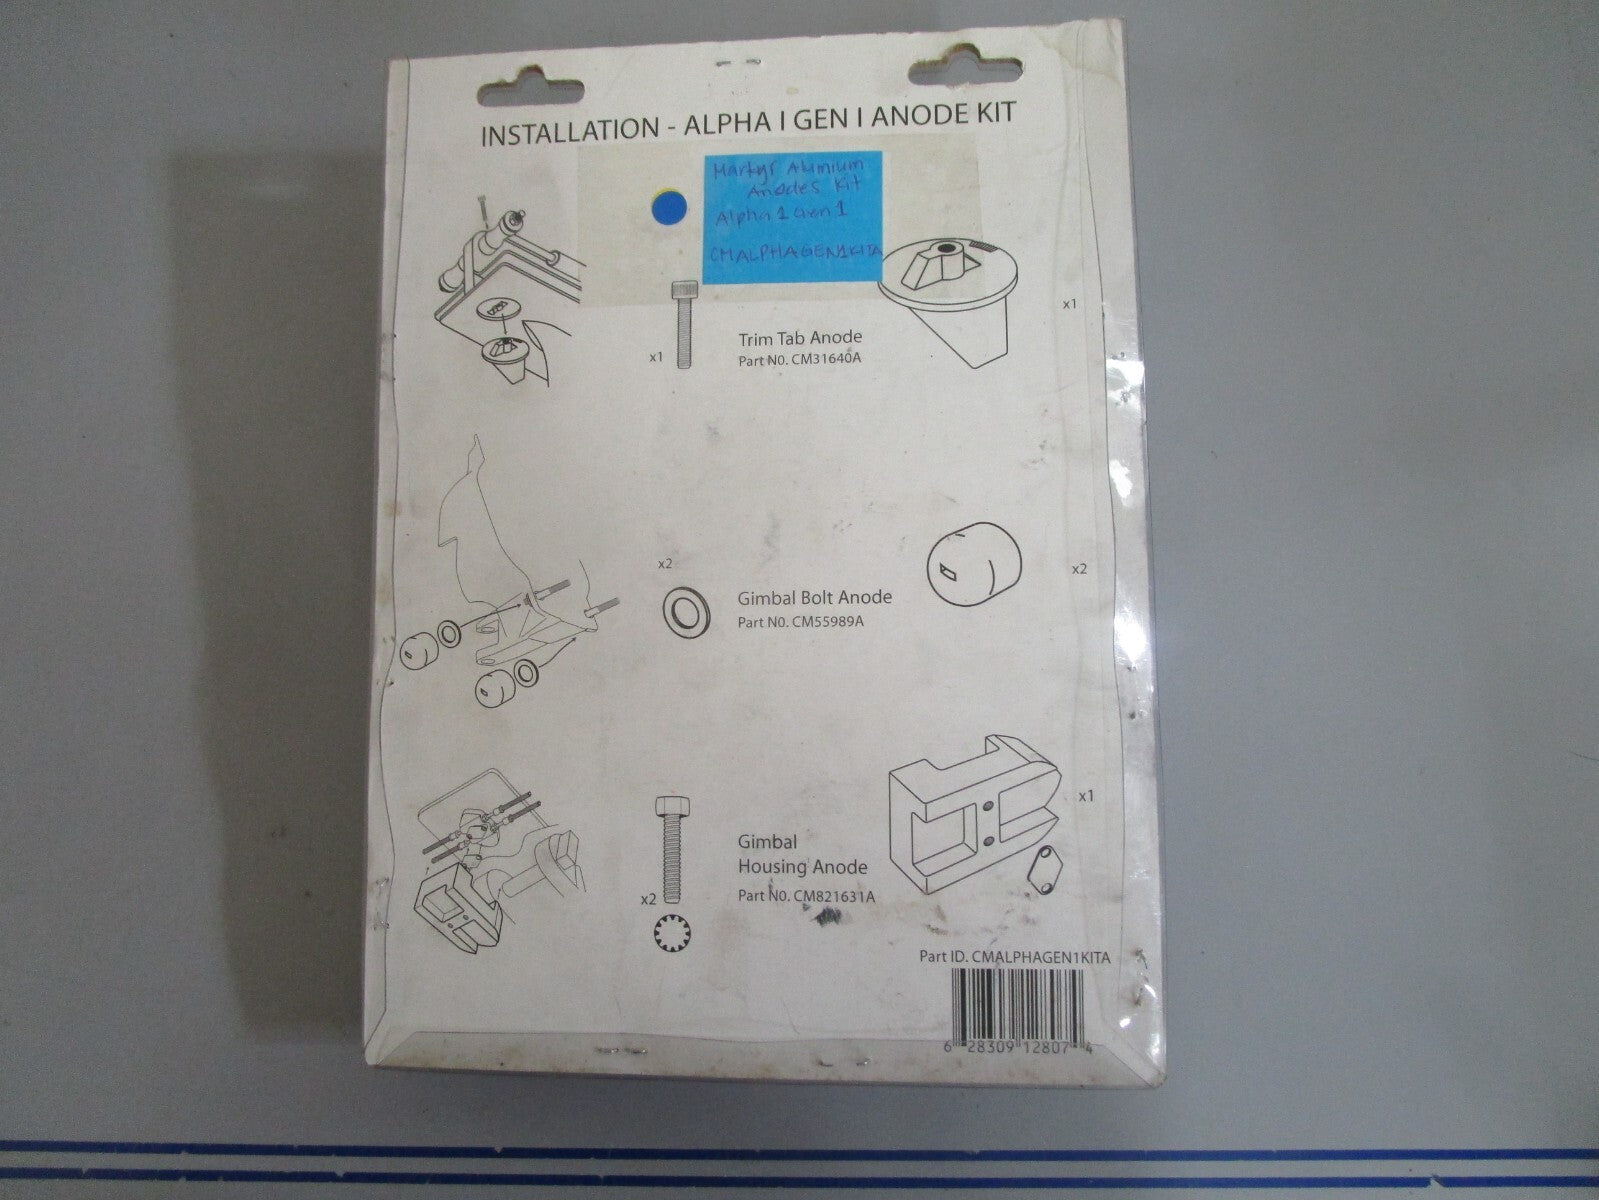 INSTALLATION - ALPHA I GEN I ANODE KIT
Martyr Alumium
Anodes Kit
Alpha 1 Gen 1
CMALPHAGEN1KITA
x1
x1
Trim Tab Anode
Part N0. CM31640A
x2
x2
Gimbal Bolt Anode
Part N0. CM55989A
x1
Gimbal
Housing Anode
x2
Part N0. CM821631A
Part ID. CMALPHAGEN1KITA
6 28309 12807 4